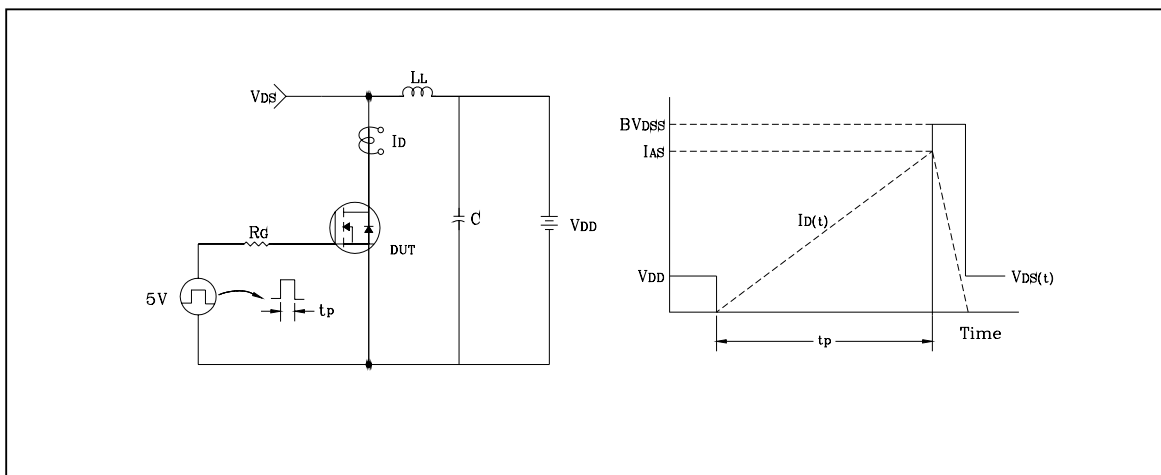 LL
VDS
ID
RG
DUT
C
VDD
5V
tp
BVDSS
IAS
ID(t)
VDD
VDS(t)
Time
tp